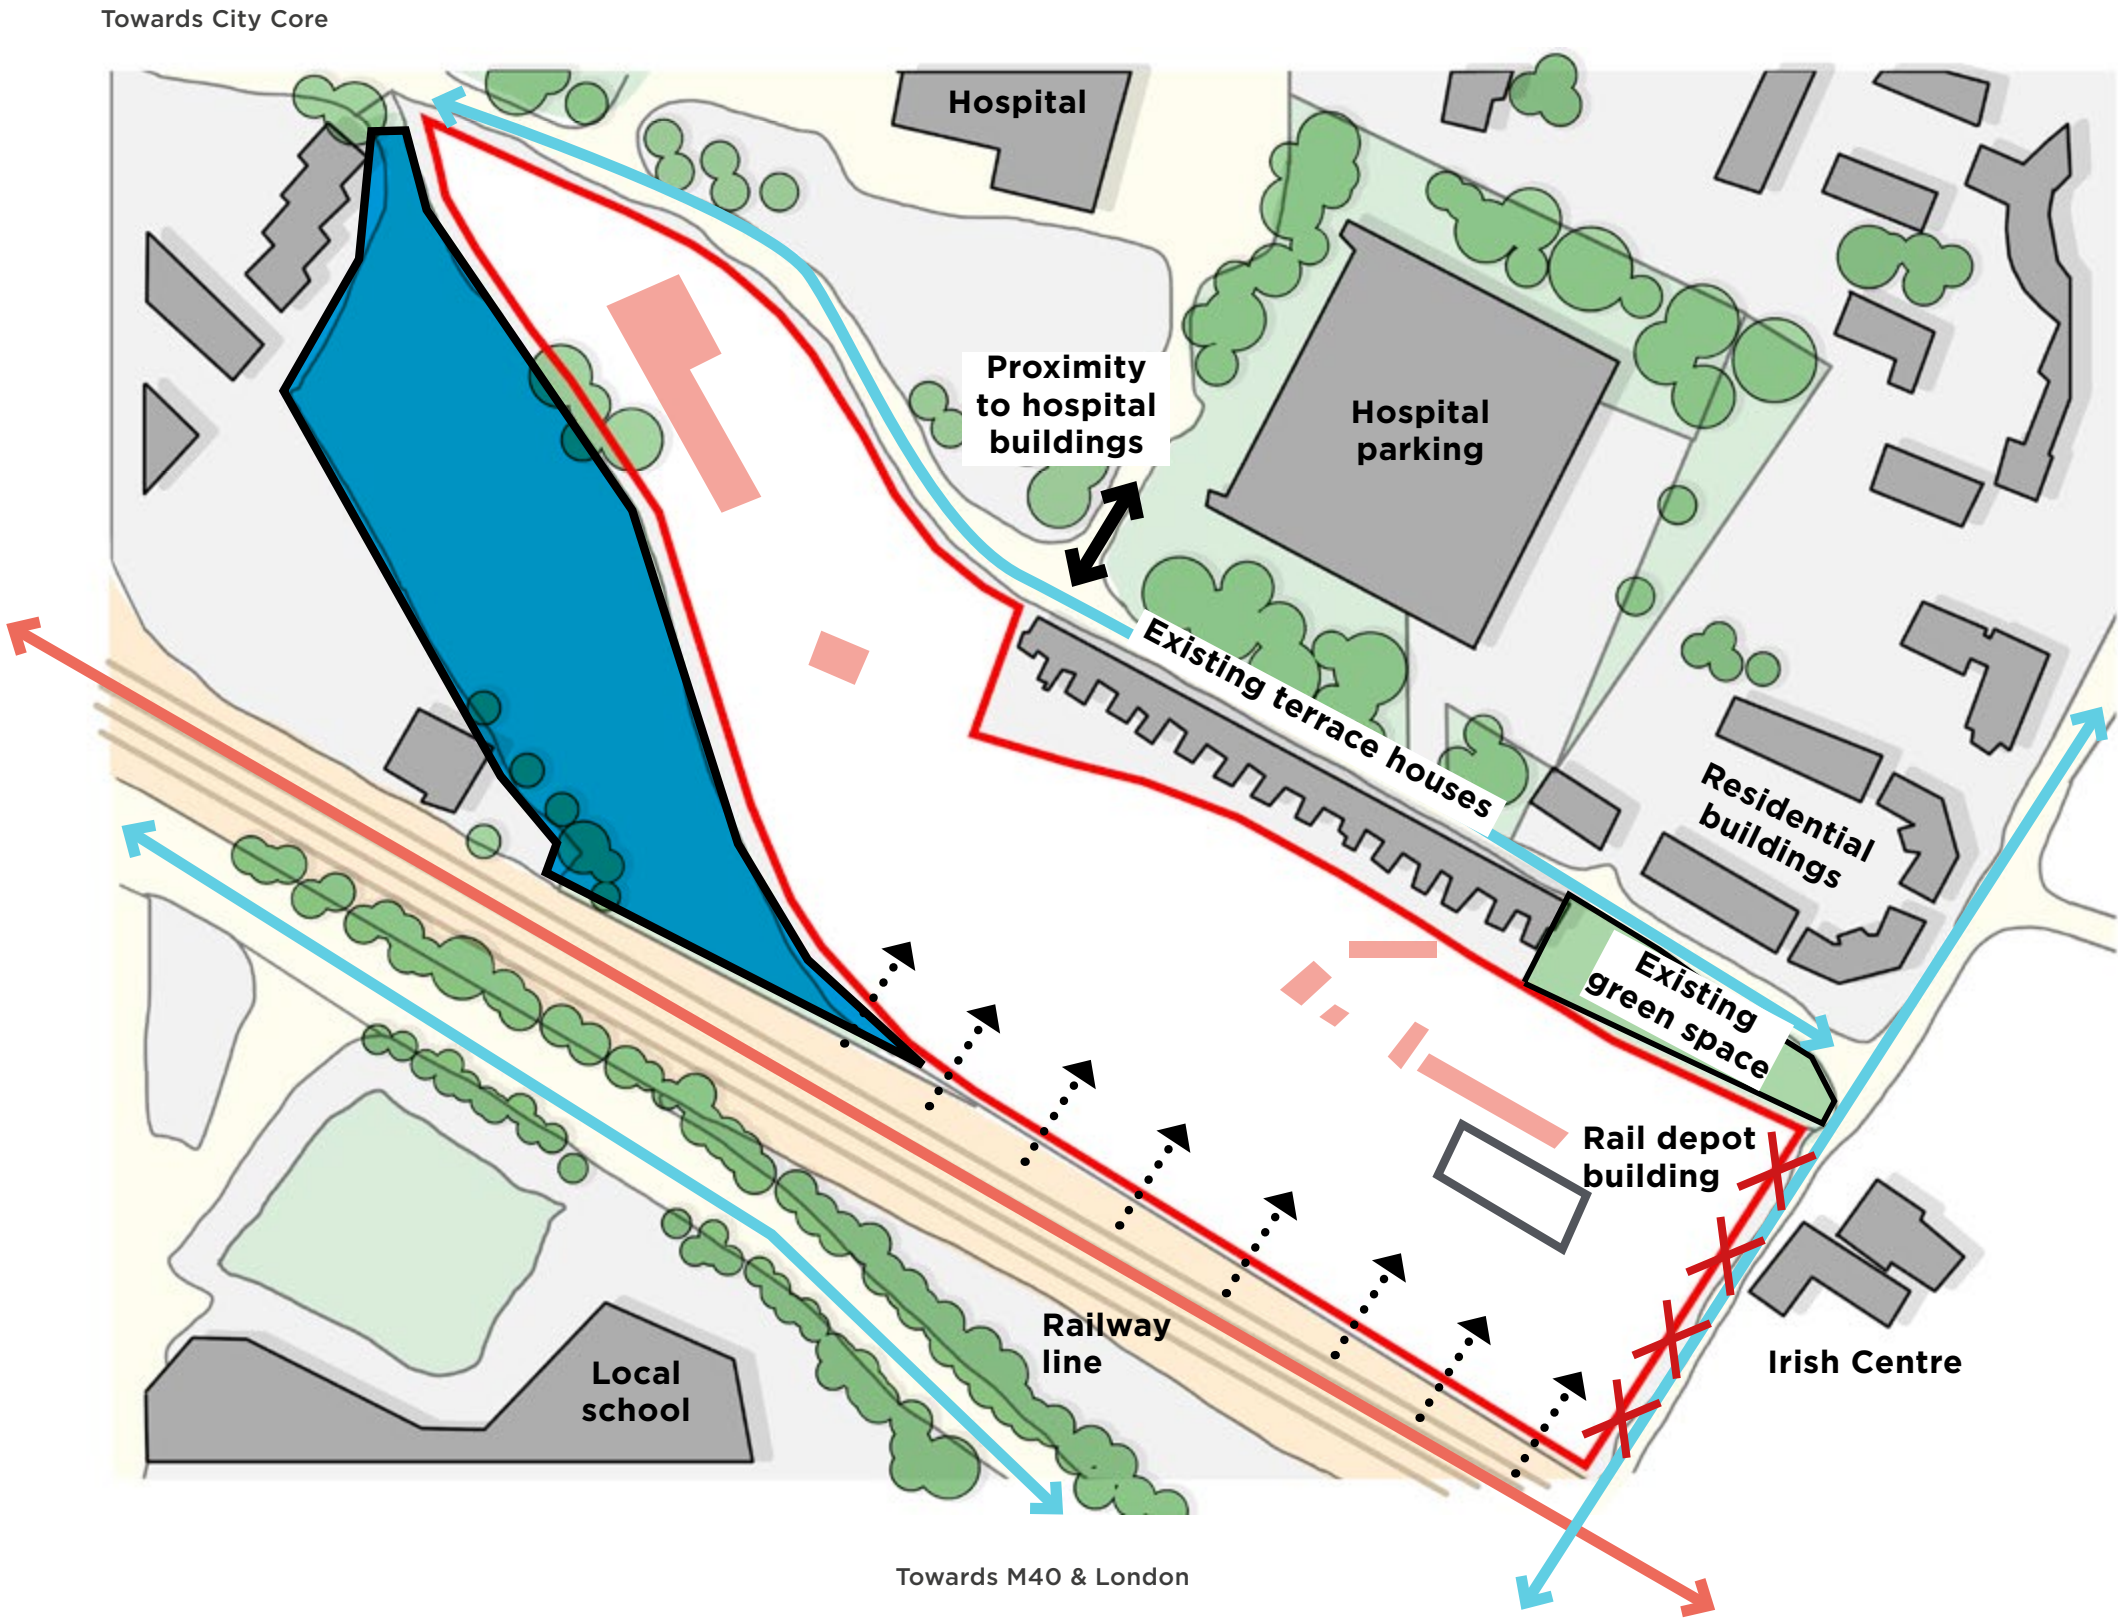 Towards City Core
Hospital
Proximity
to hospital
buildings
Hospital
parking
Existing terrace houses
Residential
buildings
Existing
green space
Rail depot
building
Railway
line
Irish Centre
Local
school
Towards M40 & London